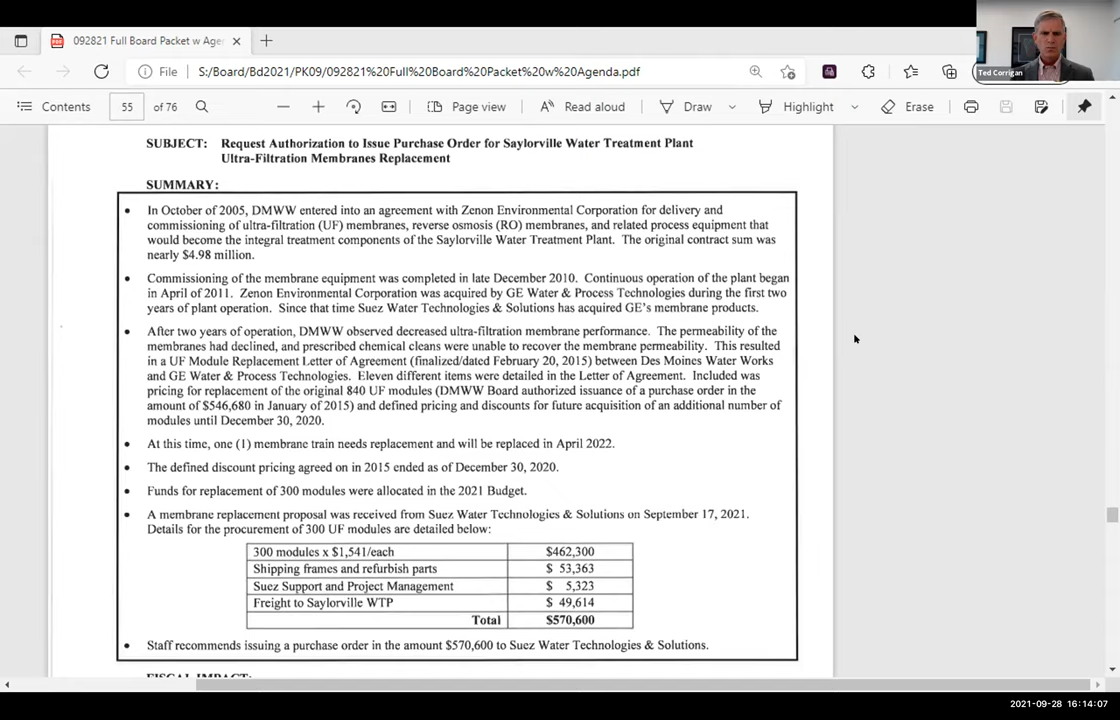 092821 Full Board Packet w Age
File
S:/Board/Bd2021/PK09/092821%20Full%20Board%20Packet%20w%20Agenda.pdf
Ted Corrigan
Contents
55
of 76
Page view
Read aloud
Draw
Highlight
Erase
SUBJECT: Request Authorization to Issue Purchase Order for Saylorville Water Treatment Plant
Ultra-Filtration Membranes Replacement
SUMMARY:
• In October of 2005, DMWW entered into an agreement with Zenon Environmental Corporation for delivery and
commissioning of ultra-filtration (UF) membranes, reverse osmosis (RO) membranes, and related process equipment that
would become the integral treatment components of the Saylorville Water Treatment Plant. The original contract sum was
nearly $4.98 million.
• Commissioning of the membrane equipment was completed in late December 2010. Continuous operation of the plant began
in April of 2011. Zenon Environmental Corporation was acquired by GE Water & Process Technologies during the first two
years of plant operation. Since that time Suez Water Technologies & Solutions has acquired GE's membrane products.
• After two years of operation, DMWW observed decreased ultra-filtration membrane performance. The permeability of the
membranes had declined, and prescribed chemical cleans were unable to recover the membrane permeability. This resulted
in a UF Module Replacement Letter of Agreement (finalized/dated February 20, 2015) between Des Moines Water Works
and GE Water & Process Technologies. Eleven different items were detailed in the Letter of Agreement. Included was
pricing for replacement of the original 840 UF modules (DMWW Board authorized issuance of a purchase order in the
amount of $546,680 in January of 2015) and defined pricing and discounts for future acquisition of an additional number of
modules until December 30, 2020.
• At this time, one (1) membrane train needs replacement and will be replaced in April 2022.
• The defined discount pricing agreed on in 2015 ended as of December 30, 2020.
• Funds for replacement of 300 modules were allocated in the 2021 Budget.
• A membrane replacement proposal was received from Suez Water Technologies & Solutions on September 17, 2021.
Details for the procurement of 300 UF modules are detailed below:
300 modules x $1,541/each $462,300
Shipping frames and refurbish parts $ 53,363
Suez Support and Project Management $ 5,323
Freight to Saylorville WTP $ 49,614
Total $570,600
• Staff recommends issuing a purchase order in the amount $570,600 to Suez Water Technologies & Solutions.
FISCAL IMPACT:
2021-09-28 16:14:07